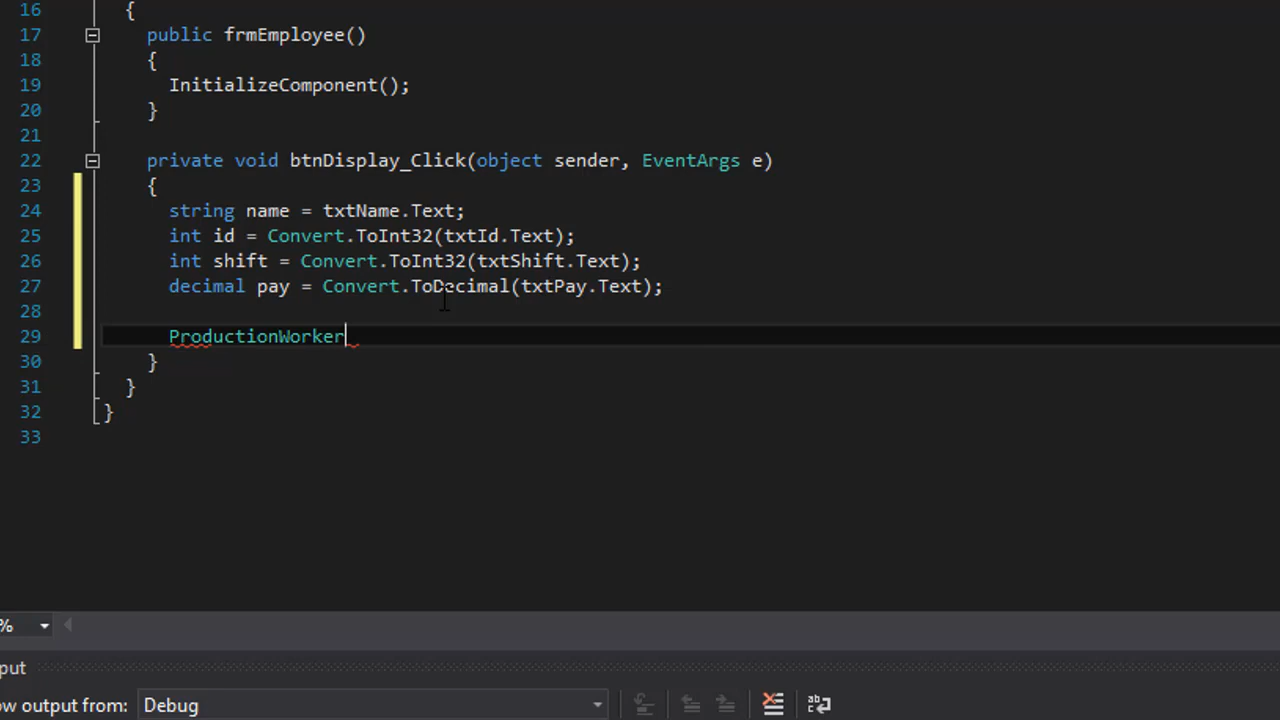 16 {
17 public frmEmployee()
18 {
19 InitializeComponent();
20 }
21
22 private void btnDisplay_Click(object sender, EventArgs e)
23 {
24 string name = txtName.Text;
25 int id = Convert.ToInt32(txtId.Text);
26 int shift = Convert.ToInt32(txtShift.Text);
27 decimal pay = Convert.ToDecimal(txtPay.Text);
28
29 ProductionWorker
30 }
31 }
32 }
33
%
put
ow output from: Debug